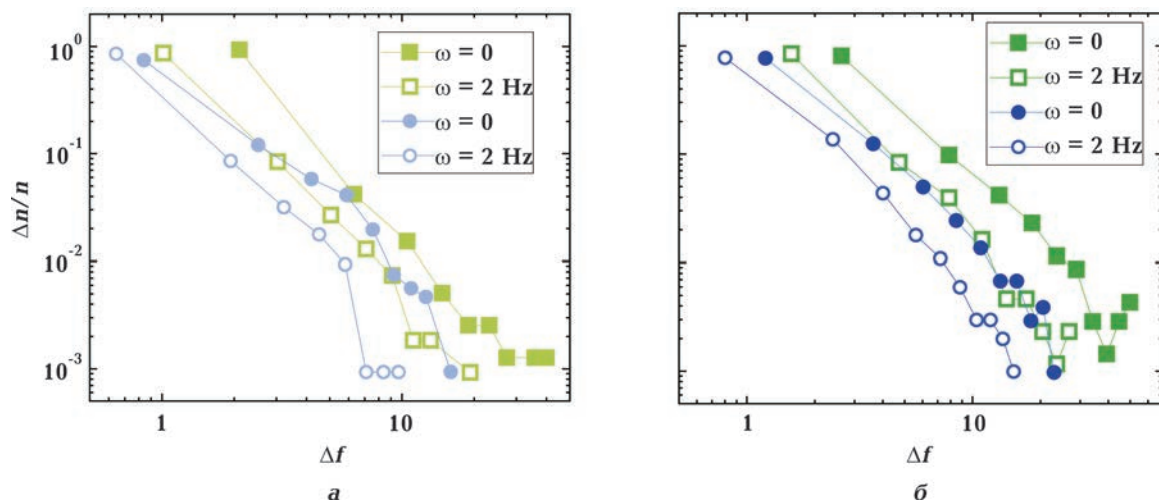 10⁰
10⁻¹
10⁻²
10⁻³
Δn/n
ω = 0
ω = 2 Hz
ω = 0
ω = 2 Hz
1 10
Δf
а
ω = 0
ω = 2 Hz
ω = 0
ω = 2 Hz
1 10
Δf
б